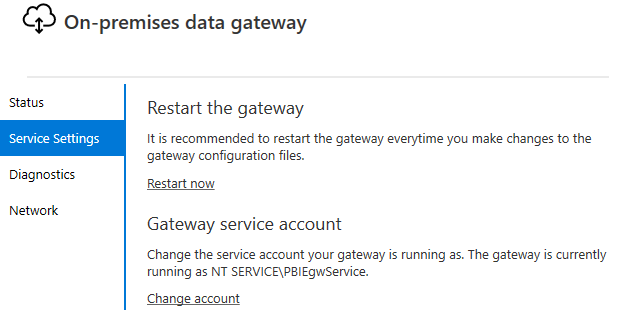 On-premises data gateway
Status
Service Settings
Diagnostics
Network
Restart the gateway
It is recommended to restart the gateway everytime you make changes to the
gateway configuration files.
Restart now
Gateway service account
Change the service account your gateway is running as. The gateway is currently
running as NT SERVICE\PBIEgwService.
Change account